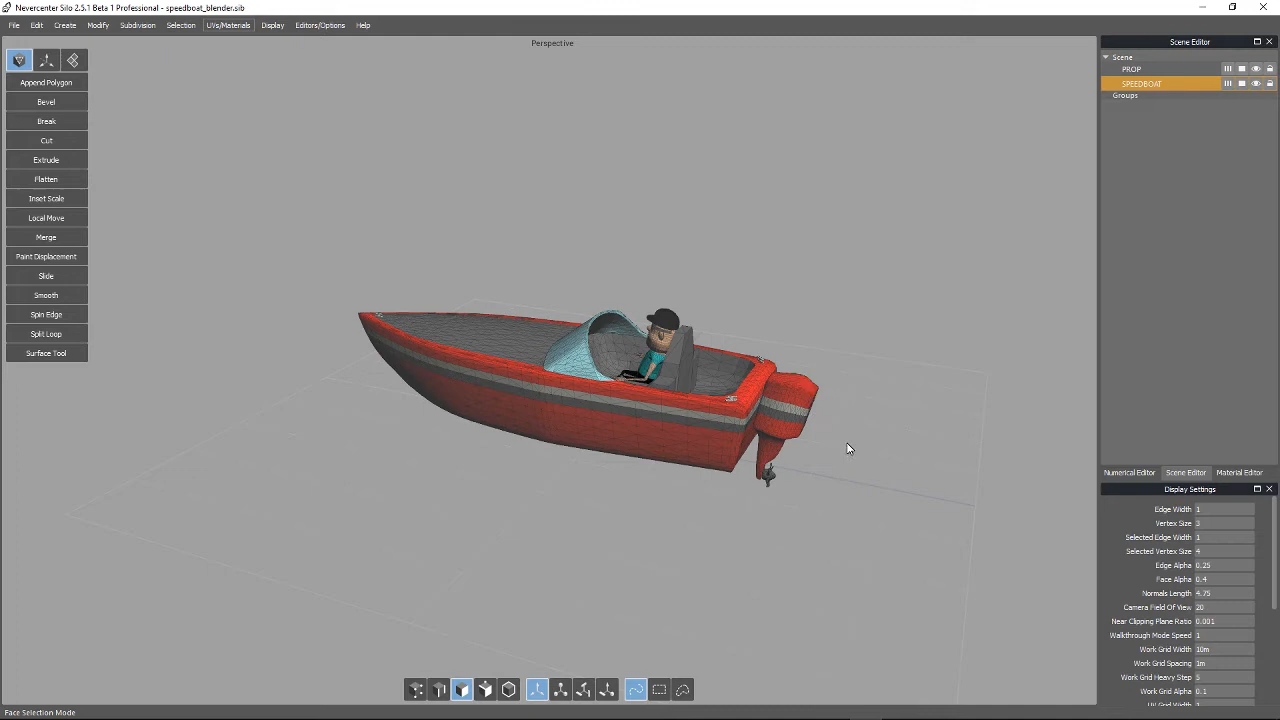 Nevercenter Silo 2.5.1 Beta 1 Professional - speedboat_blender.sib
File Edit Create Modify Subdivision Selection UVs/Materials Display Editors/Options Help
Perspective
Append Polygon
Bevel
Break
Cut
Extrude
Flatten
Inset Scale
Local Move
Merge
Paint Displacement
Slide
Smooth
Spin Edge
Split Loop
Surface Tool
Scene Editor
Scene
PROP
SPEEDBOAT
Groups
Numerical Editor Scene Editor Material Editor
Display Settings
Edge Width 1
Vertex Size 3
Selected Edge Width 1
Selected Vertex Size 4
Edge Alpha 0.25
Face Alpha 0.4
Normals Length 4.75
Camera Field Of View 20
Near Clipping Plane Ratio 0.001
Walkthrough Mode Speed 1
Work Grid Width 10m
Work Grid Spacing 1m
Work Grid Heavy Step 5
Work Grid Alpha 0.1
UV Grid Width 1
Face Selection Mode